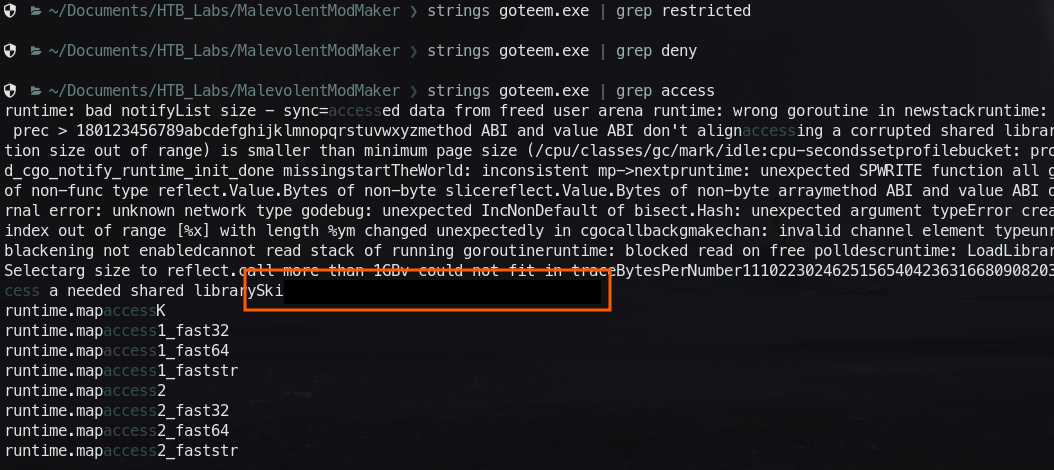 ~/Documents/HTB_Labs/MalevolentModMaker ❯ strings goteem.exe | grep restricted
~/Documents/HTB_Labs/MalevolentModMaker ❯ strings goteem.exe | grep deny
~/Documents/HTB_Labs/MalevolentModMaker ❯ strings goteem.exe | grep access
runtime: bad notifyList size - sync=accessed data from freed user arena runtime: wrong goroutine in newstackruntime:
prec > 180123456789abcdefghijklmnopqrstuvwxyzmethod ABI and value ABI don't alignaccessing a corrupted shared librar
tion size out of range) is smaller than minimum page size (/cpu/classes/gc/mark/idle:cpu-secondssetprofilebucket: pro
d_cgo_notify_runtime_init_done missingstartTheWorld: inconsistent mp->nextpruntime: unexpected SPWRITE function all g
of non-func type reflect.Value.Bytes of non-byte slicereflect.Value.Bytes of non-byte arraymethod ABI and value ABI d
rnal error: unknown network type godebug: unexpected IncNonDefault of bisect.Hash: unexpected argument typeError crea
index out of range [%x] with length %ym changed unexpectedly in cgocallbackgmakechan: invalid channel element typeunr
blackening not enabledcannot read stack of running goroutineruntime: blocked read on free polldescruntime: LoadLibrar
Selectarg size to reflect.call more than 1GBv could not fit in traceBytesPerNumber11102230246251565404236316680908203
cess a needed shared librarySki
runtime.mapaccessK
runtime.mapaccess1_fast32
runtime.mapaccess1_fast64
runtime.mapaccess1_faststr
runtime.mapaccess2
runtime.mapaccess2_fast32
runtime.mapaccess2_fast64
runtime.mapaccess2_faststr